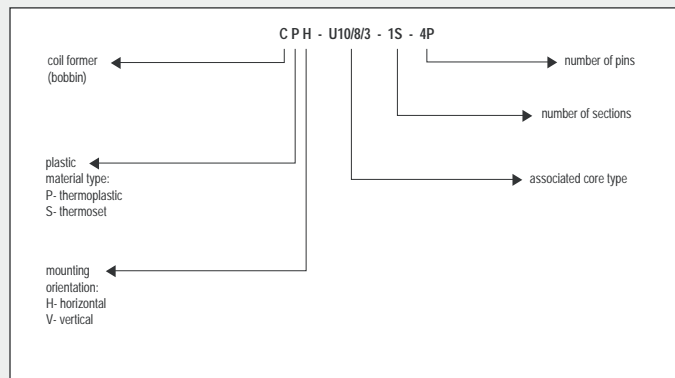 C P H - U10/8/3 - 1S - 4P
coil former
(bobbin)
number of pins
number of sections
plastic
material type:
P- thermoplastic
S- thermoset
associated core type
mounting
orientation:
H- horizontal
V- vertical